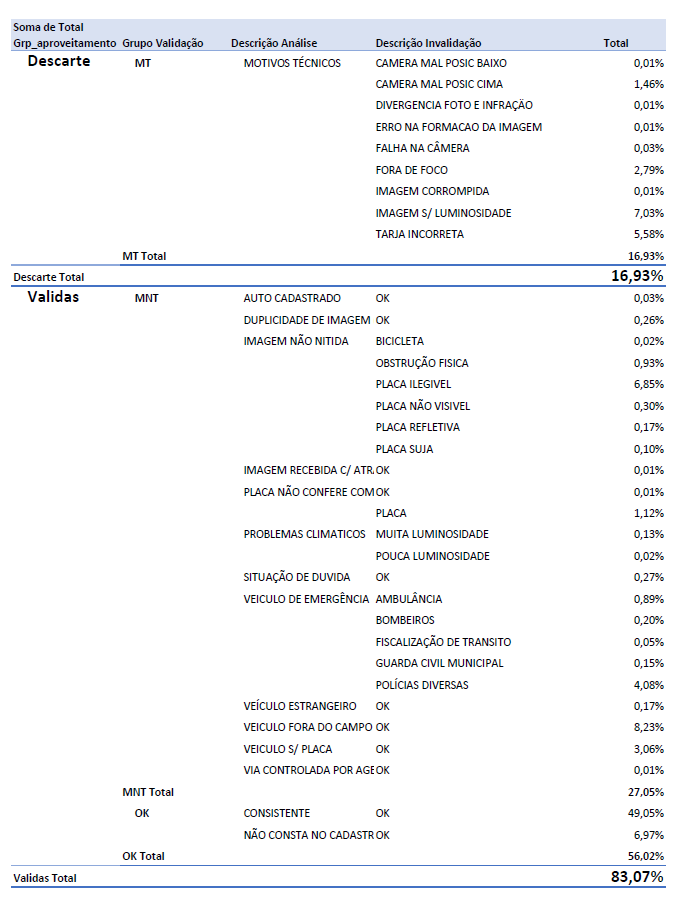 Soma de Total
Grp_aproveitamento Grupo Validação Descrição Análise Descrição Invalidação Total
Descarte MT MOTIVOS TÉCNICOS CAMERA MAL POSIC BAIXO 0,01%
CAMERA MAL POSIC CIMA 1,46%
DIVERGENCIA FOTO E INFRAÇÃO 0,01%
ERRO NA FORMACAO DA IMAGEM 0,01%
FALHA NA CÂMERA 0,03%
FORA DE FOCO 2,79%
IMAGEM CORROMPIDA 0,01%
IMAGEM S/ LUMINOSIDADE 7,03%
TARJA INCORRETA 5,58%
MT Total 16,93%
Descarte Total 16,93%
Validas MNT AUTO CADASTRADO OK 0,03%
DUPLICIDADE DE IMAGEM OK 0,26%
IMAGEM NÃO NITIDA BICICLETA 0,02%
OBSTRUÇÃO FISICA 0,93%
PLACA ILEGIVEL 6,85%
PLACA NÃO VISIVEL 0,30%
PLACA REFLETIVA 0,17%
PLACA SUJA 0,10%
IMAGEM RECEBIDA C/ ATR OK 0,01%
PLACA NÃO CONFERE COM OK 0,01%
PLACA 1,12%
PROBLEMAS CLIMATICOS MUITA LUMINOSIDADE 0,13%
POUCA LUMINOSIDADE 0,02%
SITUAÇÃO DE DUVIDA OK 0,27%
VEICULO DE EMERGÊNCIA AMBULÂNCIA 0,89%
BOMBEIROS 0,20%
FISCALIZAÇÃO DE TRANSITO 0,05%
GUARDA CIVIL MUNICIPAL 0,15%
POLÍCIAS DIVERSAS 4,08%
VEÍCULO ESTRANGEIRO OK 0,17%
VEICULO FORA DO CAMPO OK 8,23%
VEICULO S/ PLACA OK 3,06%
VIA CONTROLADA POR AGE OK 0,01%
MNT Total 27,05%
OK CONSISTENTE OK 49,05%
NÃO CONSTA NO CADASTR OK 6,97%
OK Total 56,02%
Validas Total 83,07%